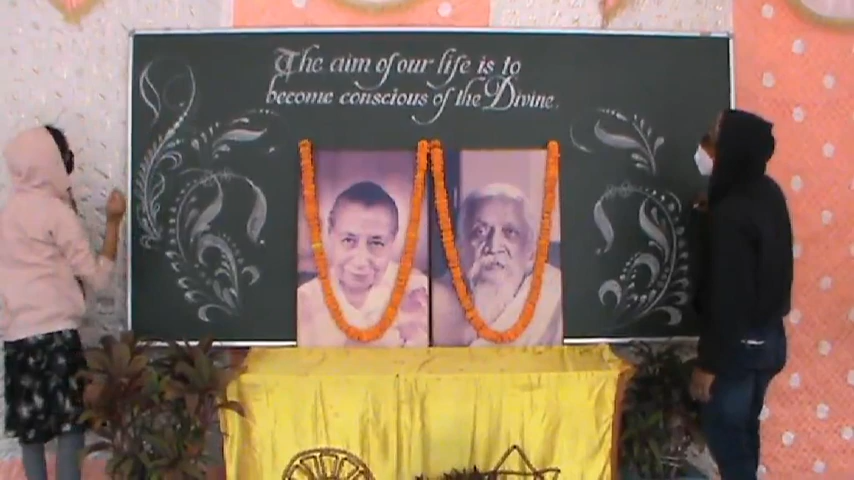 The aim of our life is to
become conscious of the Divine.